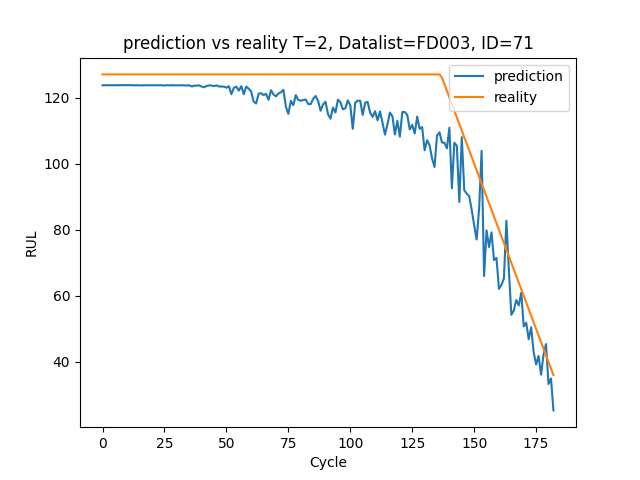 prediction vs reality T=2, Datalist=FD003, ID=71
prediction
reality
120
100
80
60
40
RUL
0 25 50 75 100 125 150 175
Cycle